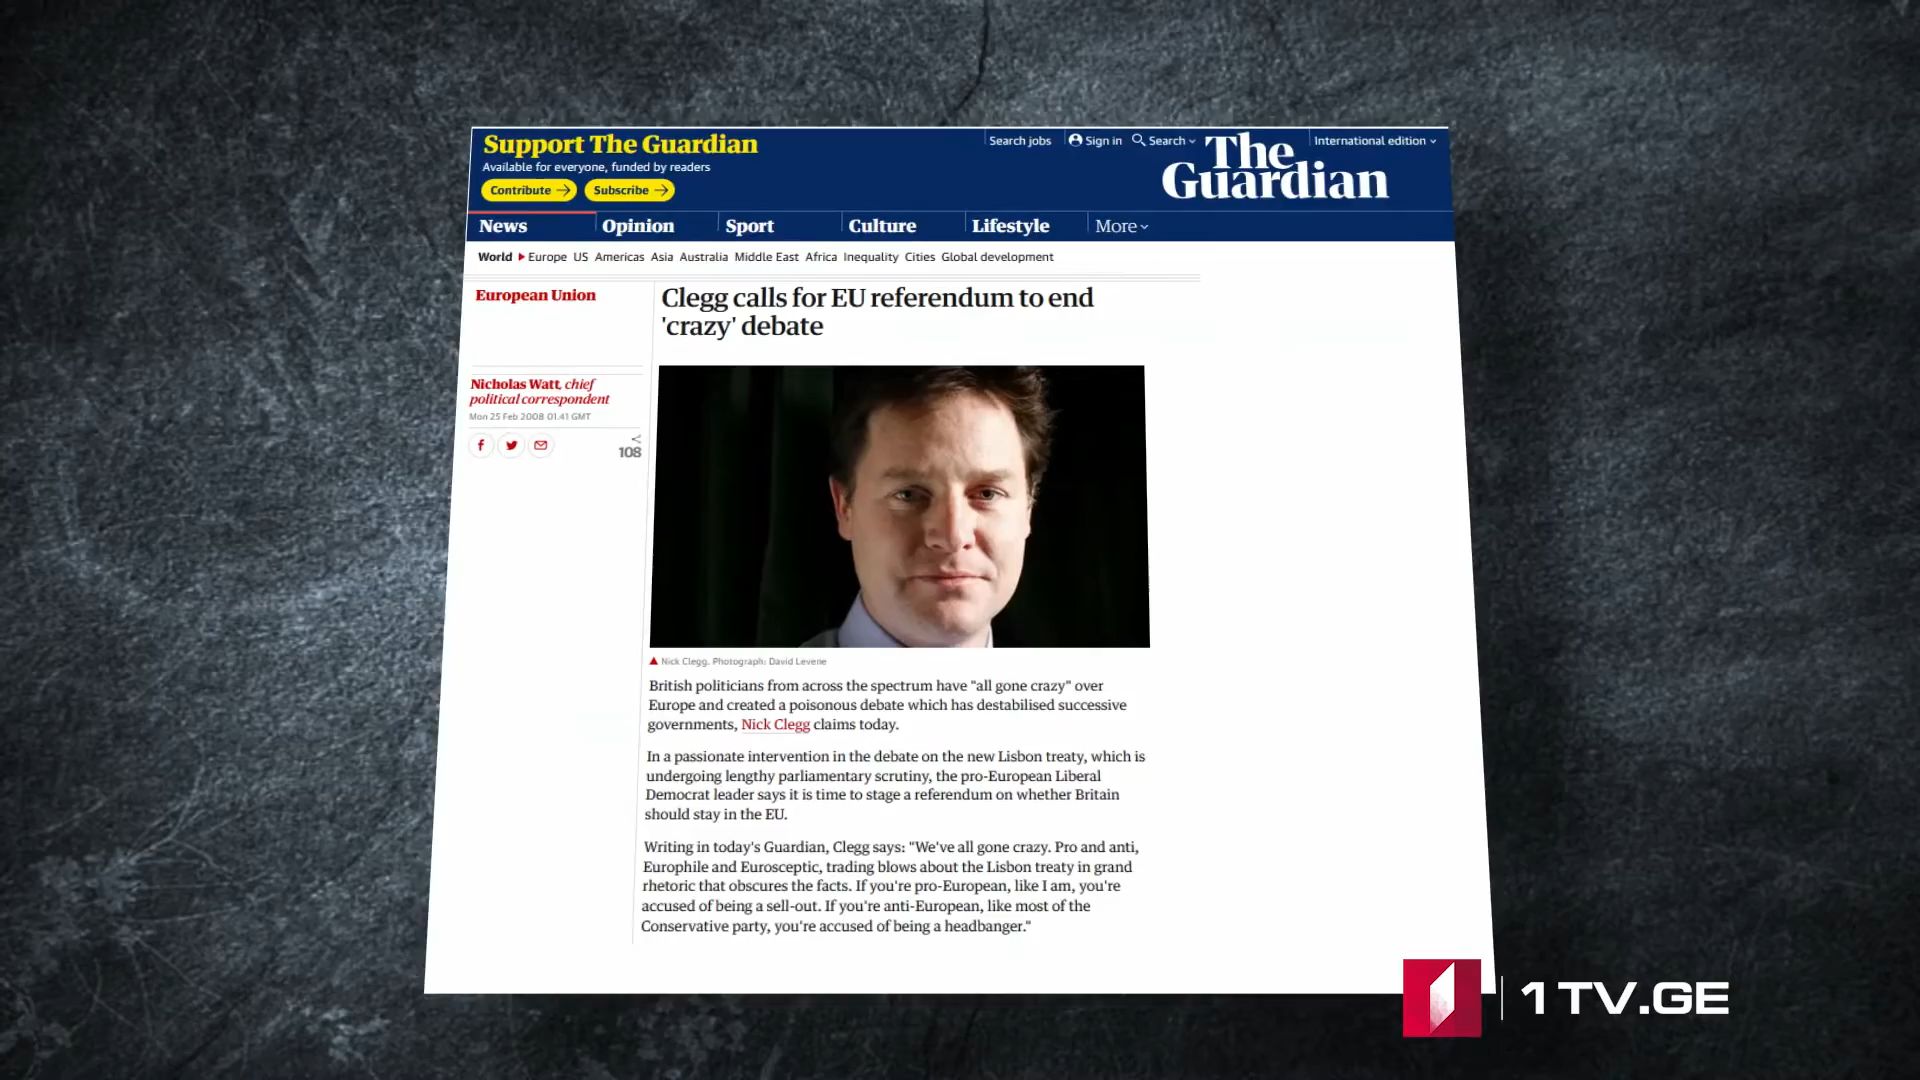 Support The Guardian
Available for everyone, funded by readers
Contribute
Subscribe
Search jobs
Sign in
Search
The
Guardian
International edition
News
Opinion
Sport
Culture
Lifestyle
More
World Europe US Americas Asia Australia Middle East Africa Inequality Cities Global development
European Union
Clegg calls for EU referendum to end
'crazy' debate
Nicholas Watt, chief
political correspondent
Mon 25 Feb 2008 01.41 GMT
108
Nick Clegg. Photograph: David Levene
British politicians from across the spectrum have "all gone crazy" over
Europe and created a poisonous debate which has destabilised successive
governments, Nick Clegg claims today.
In a passionate intervention in the debate on the new Lisbon treaty, which is
undergoing lengthy parliamentary scrutiny, the pro-European Liberal
Democrat leader says it is time to stage a referendum on whether Britain
should stay in the EU.
Writing in today's Guardian, Clegg says: "We've all gone crazy. Pro and anti,
Europhile and Eurosceptic, trading blows about the Lisbon treaty in grand
rhetoric that obscures the facts. If you're pro-European, like I am, you're
accused of being a sell-out. If you're anti-European, like most of the
Conservative party, you're accused of being a headbanger."
1TV.GE